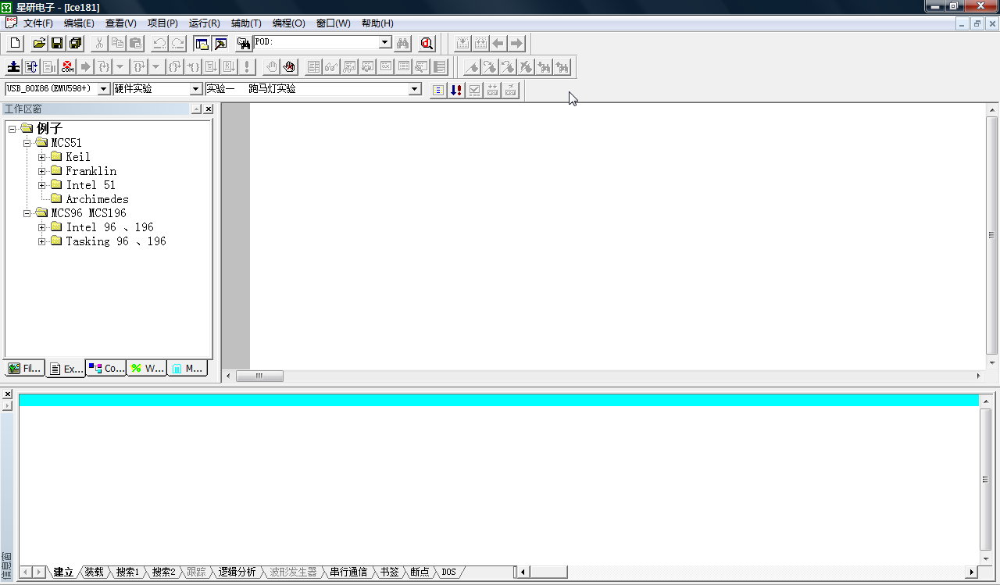 星研电子 - [Ice181]
文件(F) 编辑(E) 查看(V) 项目(P) 运行(R) 辅助(T) 编程(O) 窗口(W) 帮助(H)
POD:
USB_80X86(EMU598+) 硬件实验 实验一 跑马灯实验
工作区窗
例子
MCS51
Keil
Franklin
Intel 51
Archimedes
MCS96 MCS196
Intel 96 、196
Tasking 96 、196
Fil... Ex... Co... W... M...
信息窗
建立 装载 搜索1 搜索2 跟踪 逻辑分析 波形发生器 串行通信 书签 断点 DOS